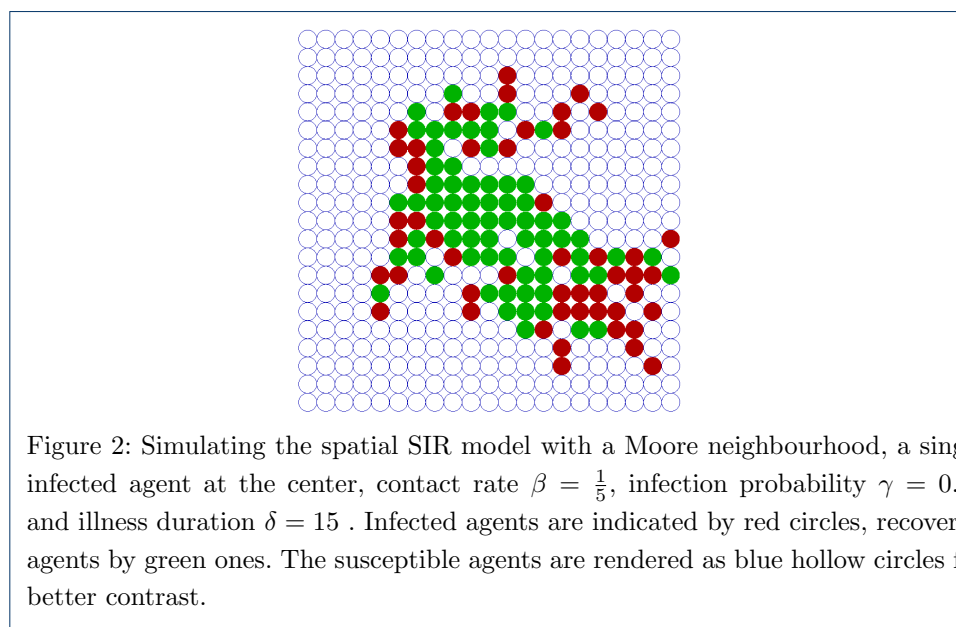 Figure 2: Simulating the spatial SIR model with a Moore neighbourhood, a
infected agent at the center, contact rate β = 1/5, infection probability γ = 0.
and illness duration δ = 15 . Infected agents are indicated by red circles,
agents by green ones. The susceptible agents are rendered as blue hollow circles
better contrast.